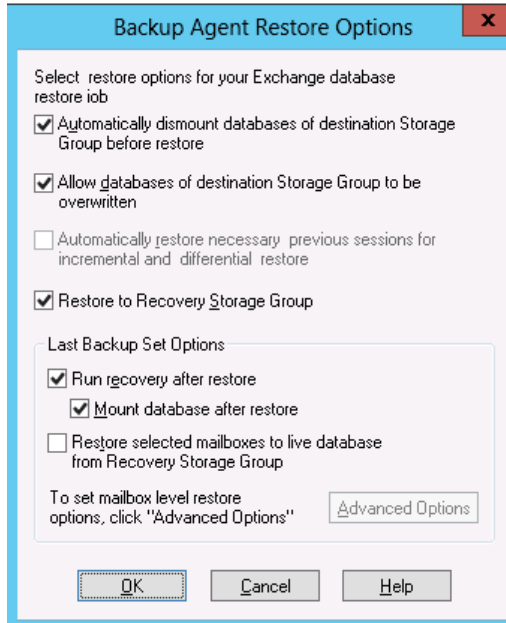 Backup Agent Restore Options
x
Select restore options for your Exchange database
restore iob
Automatically dismount databases of destination Storage
Group before restore
Allow databases of destination Storage Group to be
overwritten
Automatically restore necessary previous sessions for
incremental and differential restore
Restore to Recovery Storage Group
Last Backup Set Options
Run recovery after restore
Mount database after restore
Restore selected mailboxes to live database
from Recovery Storage Group
To set mailbox level restore
options, click "Advanced Options"
Advanced Options
OK
Cancel
Help